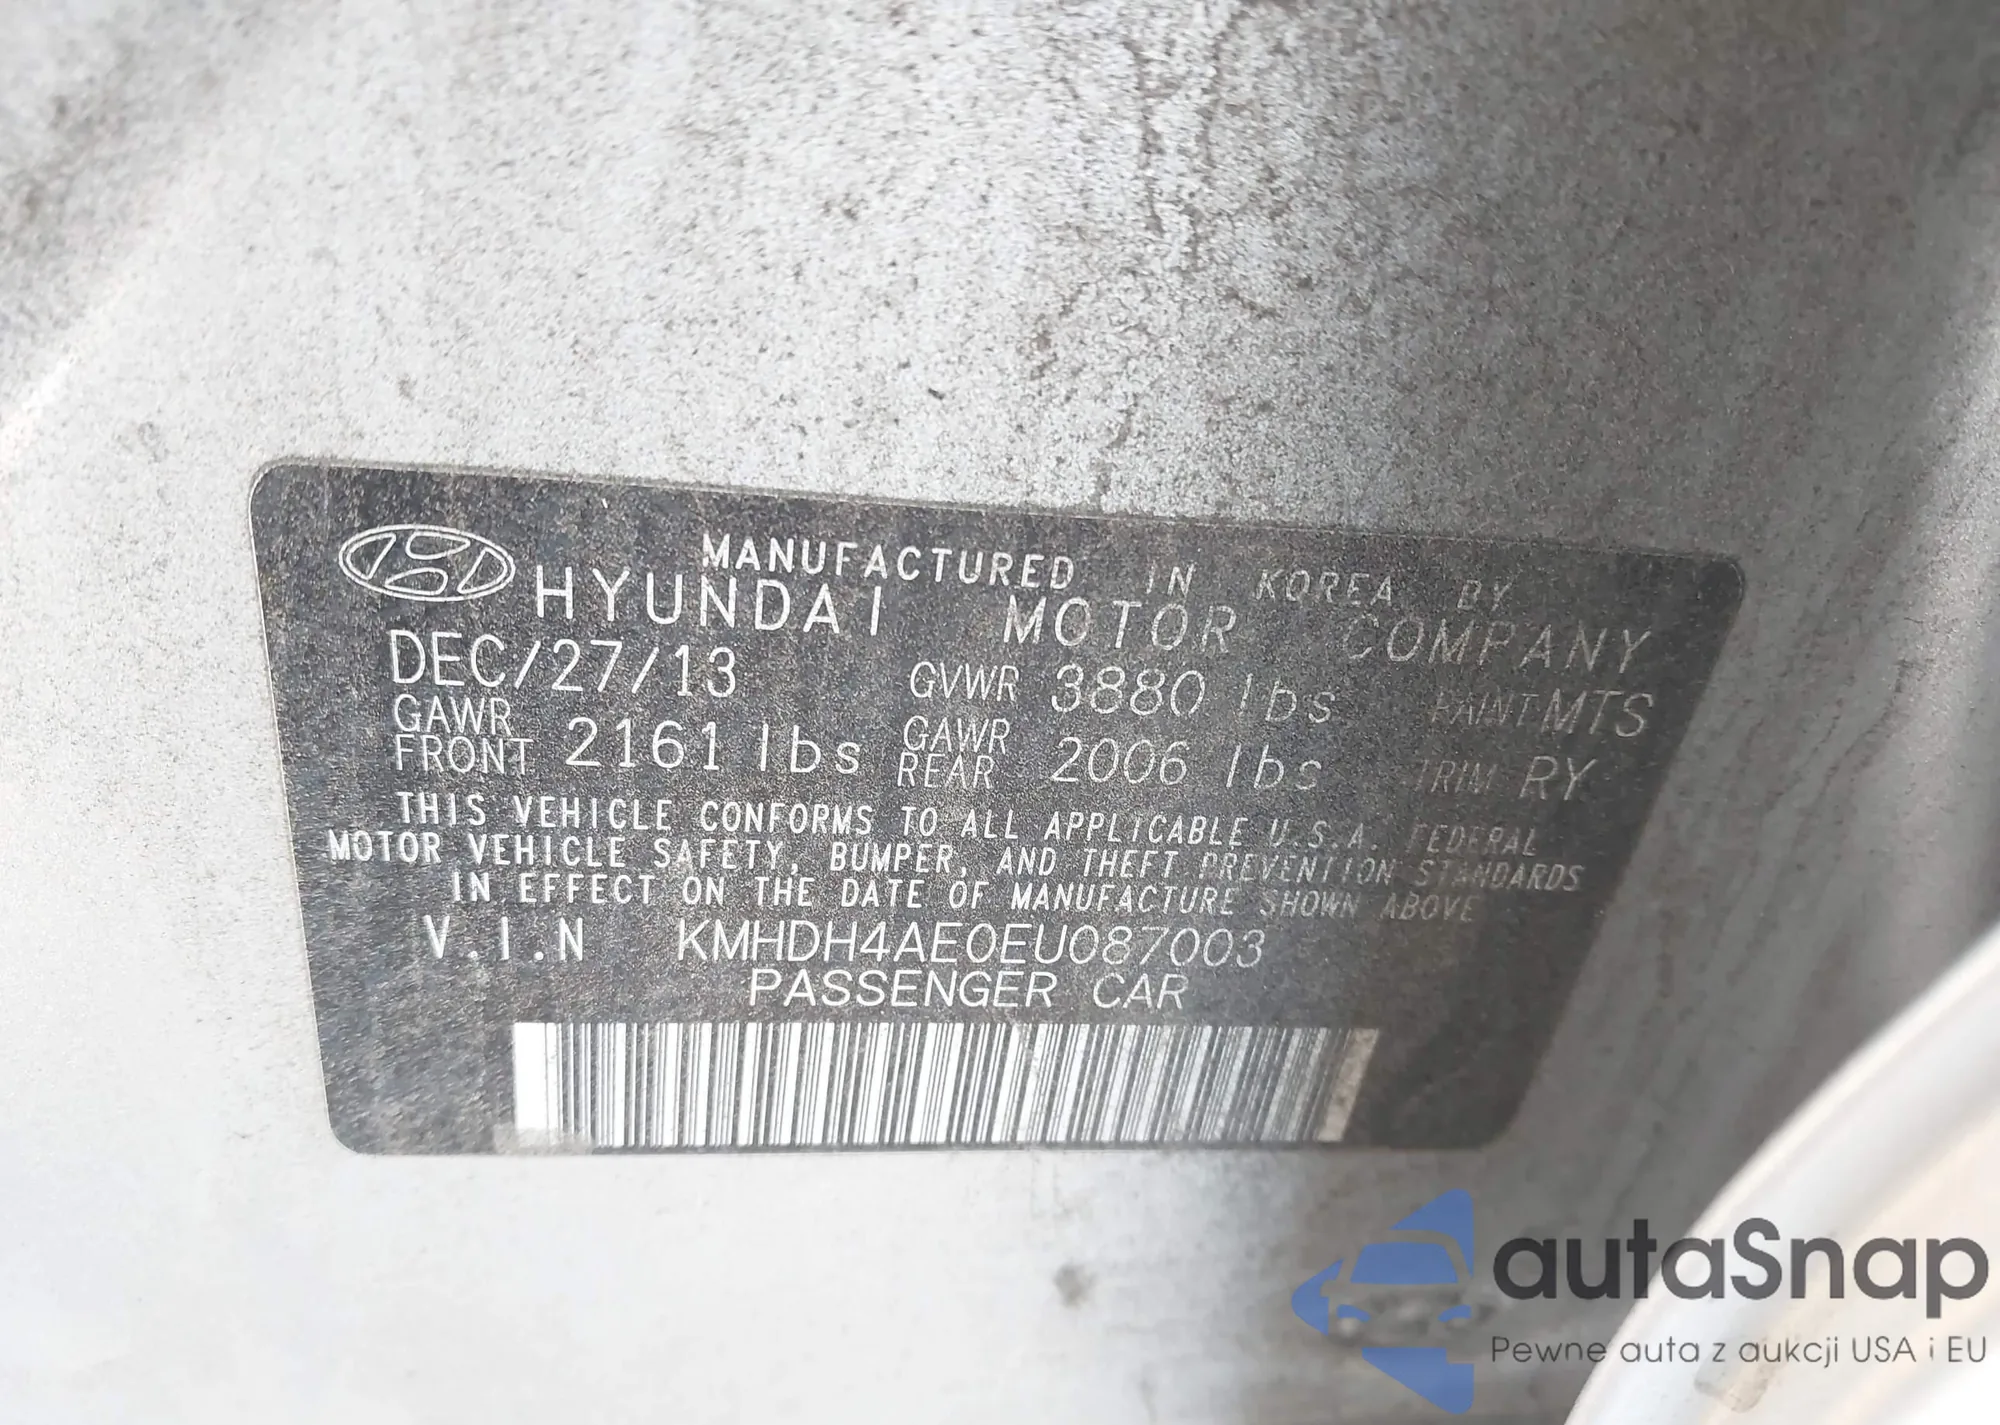 MANUFACTURED IN KOREA BY
HYUNDAI MOTOR COMPANY
DEC/27/13 GVWR 3880 lbs PAINT MTS
GAWR FRONT 2161 lbs GAWR REAR 2006 lbs TRIM RY
THIS VEHICLE CONFORMS TO ALL APPLICABLE U.S.A. FEDERAL
MOTOR VEHICLE SAFETY, BUMPER, AND THEFT PREVENTION STANDARDS
IN EFFECT ON THE DATE OF MANUFACTURE SHOWN ABOVE
V.I.N KMHDH4AE0EU087003
PASSENGER CAR
autaSnap
Pewne auta z aukcji USA i EU